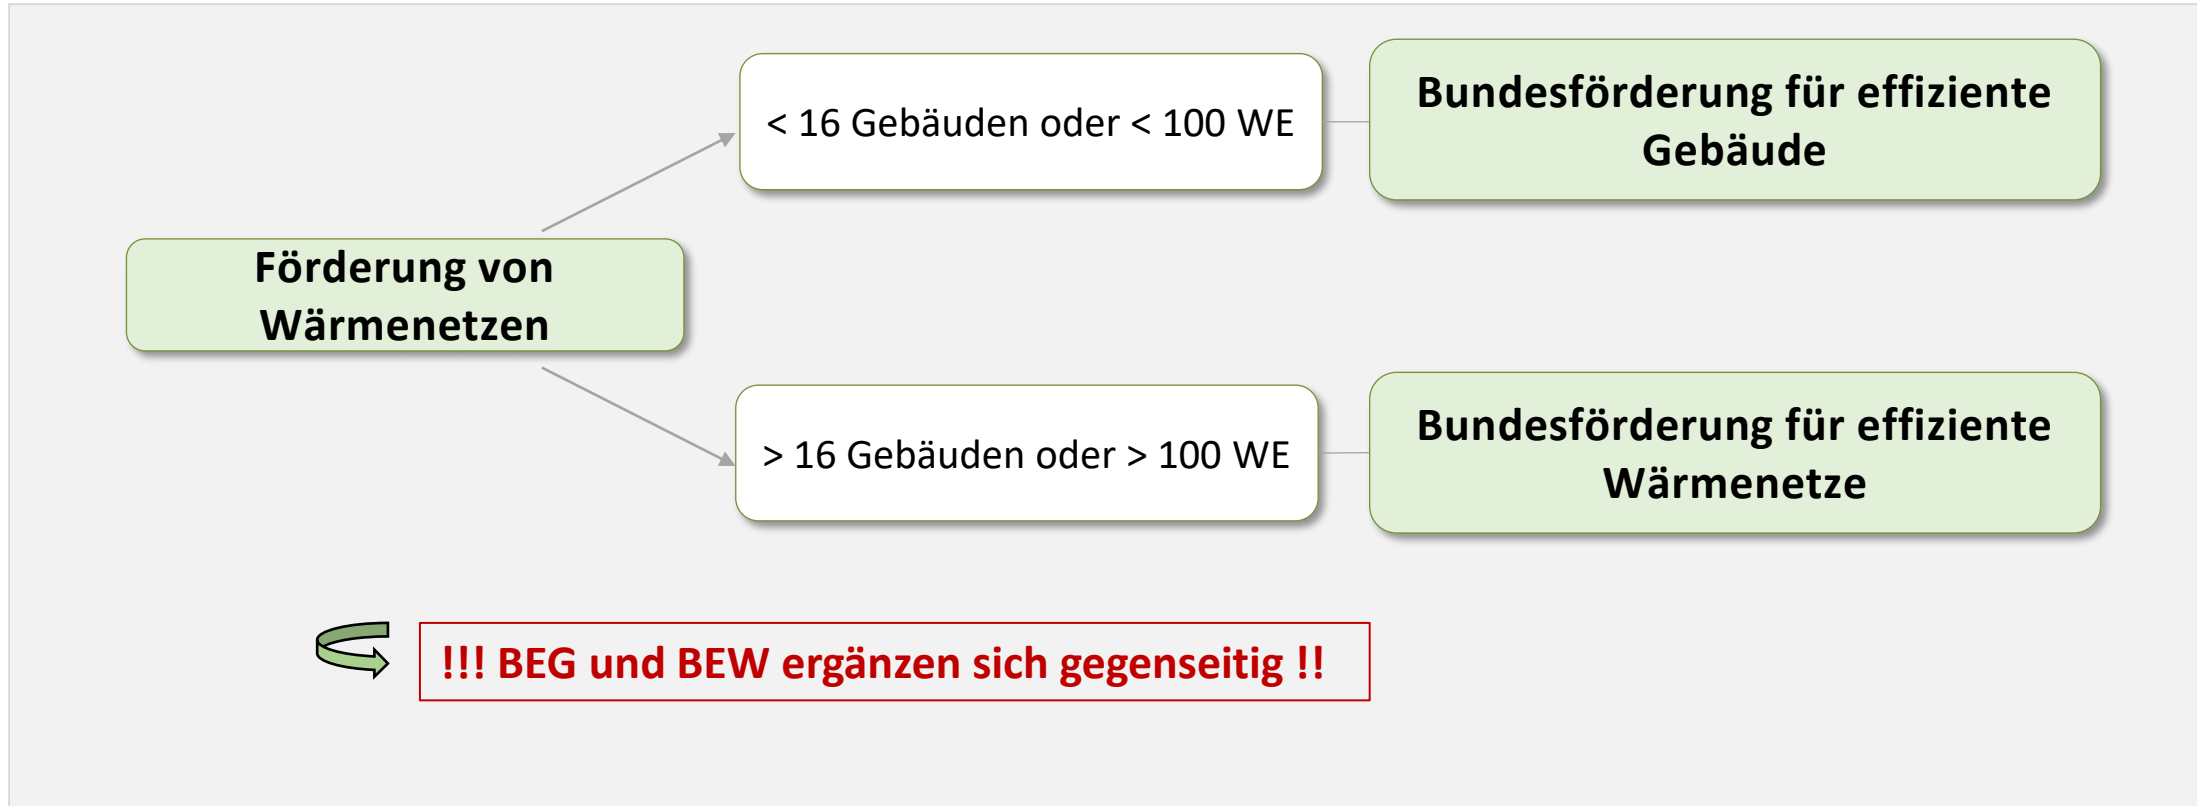 < 16 Gebäuden oder < 100 WE
Bundesförderung für effiziente
Gebäude
Förderung von
Wärmenetzen
> 16 Gebäuden oder > 100 WE
Bundesförderung für effiziente
Wärmenetze
!!! BEG und BEW ergänzen sich gegenseitig !!